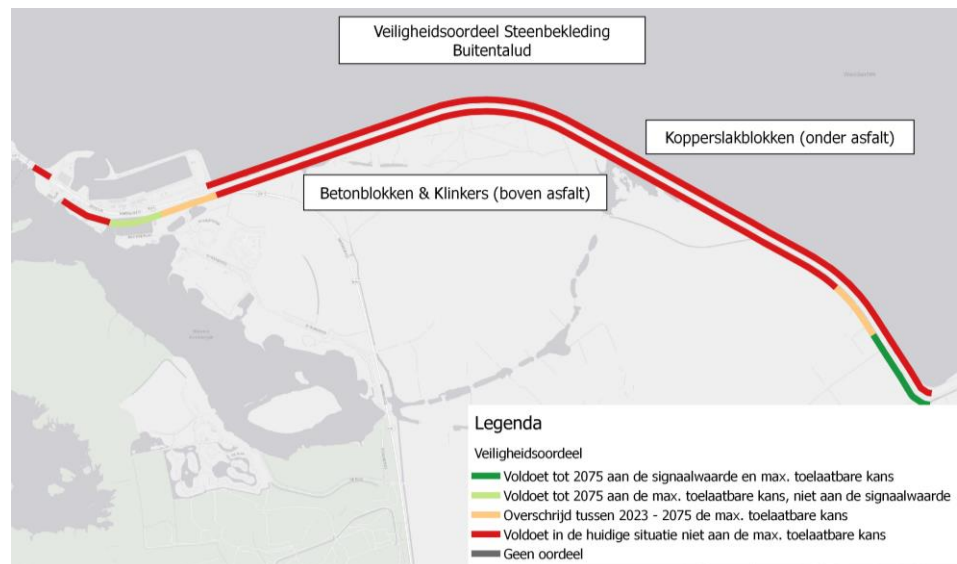 Veiligheidsoordeel Steenbekleding
Buitentalud
Kopperslakblokken (onder asfalt)
Betonblokken & Klinkers (boven asfalt)
Legenda
Veiligheidsoordeel
Voldoet tot 2075 aan de signaalwaarde en max. toelaatbare kans
Voldoet tot 2075 aan de max. toelaatbare kans, niet aan de signaalwaarde
Overschrijd tussen 2023 - 2075 de max. toelaatbare kans
Voldoet in de huidige situatie niet aan de max. toelaatbare kans
Geen oordeel